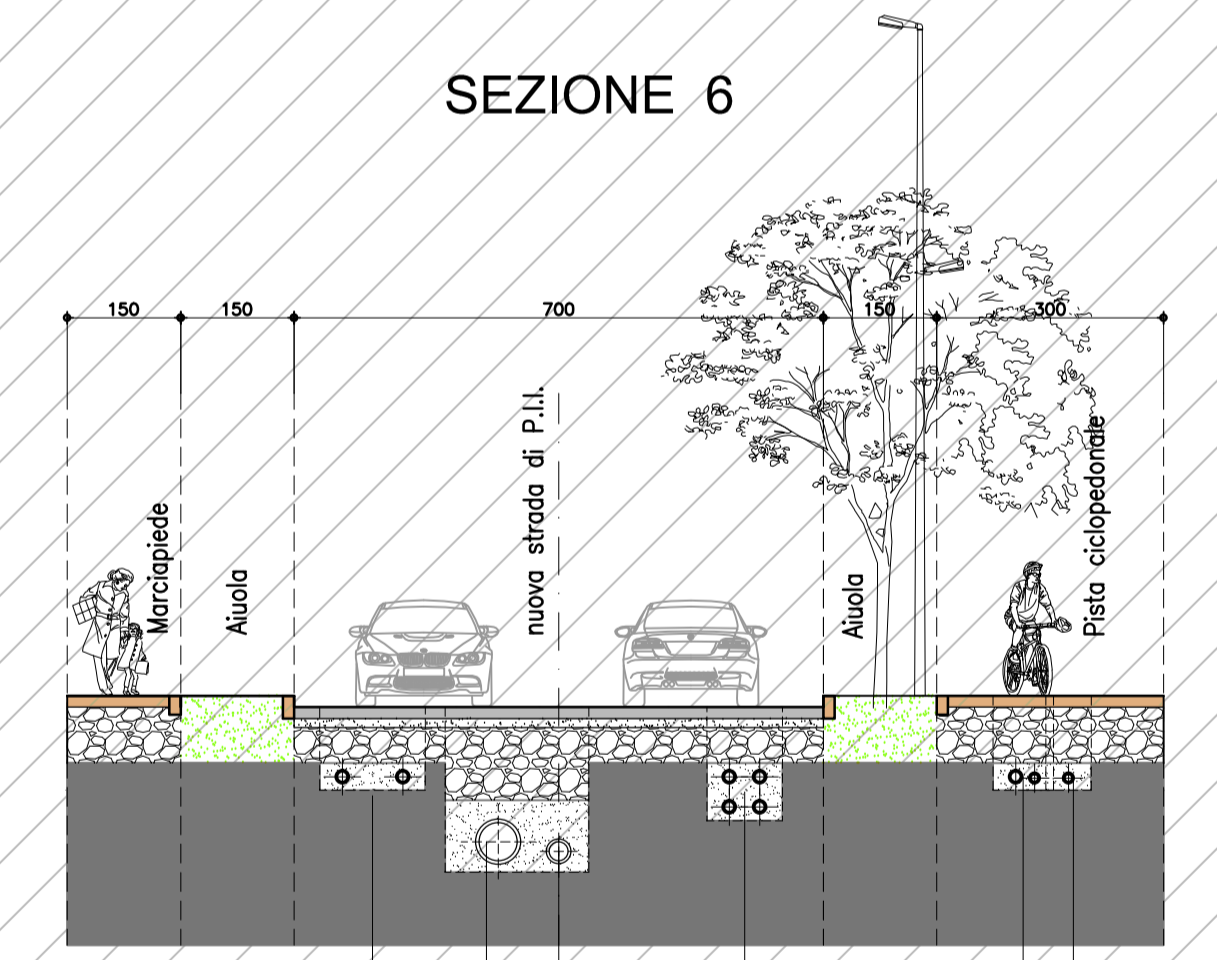 SEZIONE 6
150 150 700 150 300
Marciapiede
Aiuola
nuova strada di P.I.I.
Aiuola
Pista ciclopedonale